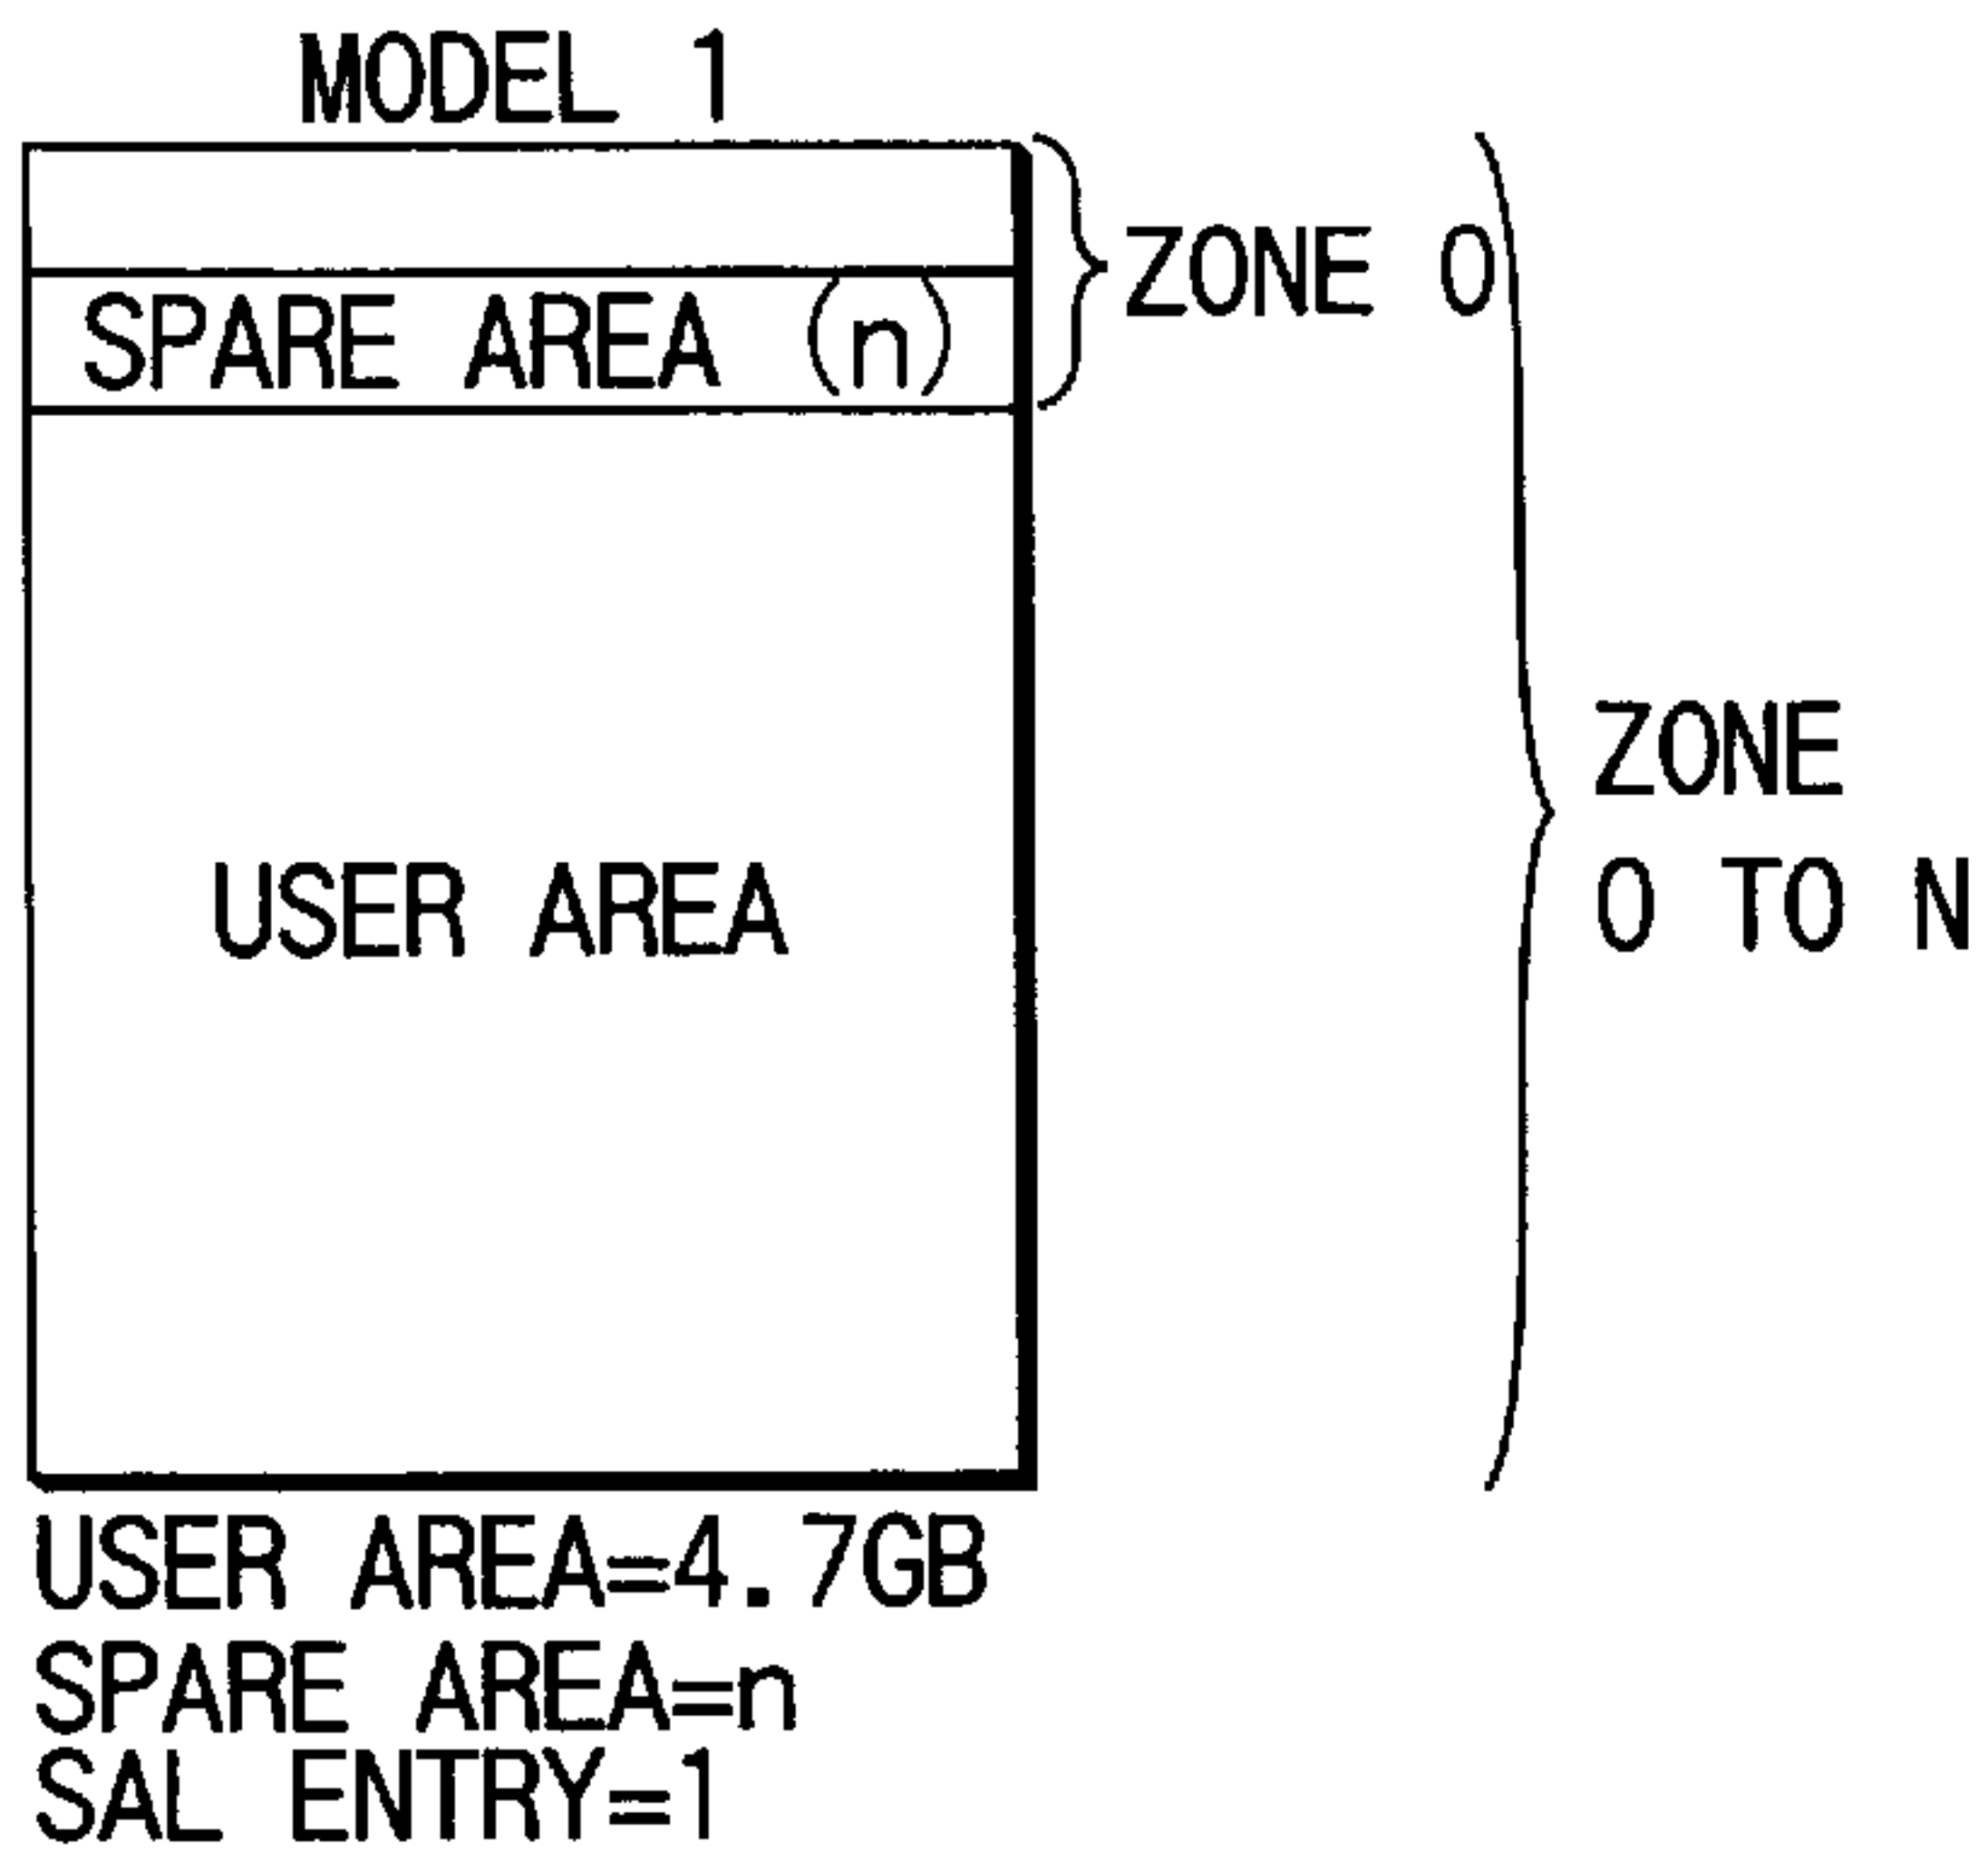 MODEL 1
ZONE 0
SPARE AREA (n)
ZONE
0 TO N
USER AREA
USER AREA=4.7GB
SPARE AREA=n
SAL ENTRY=1